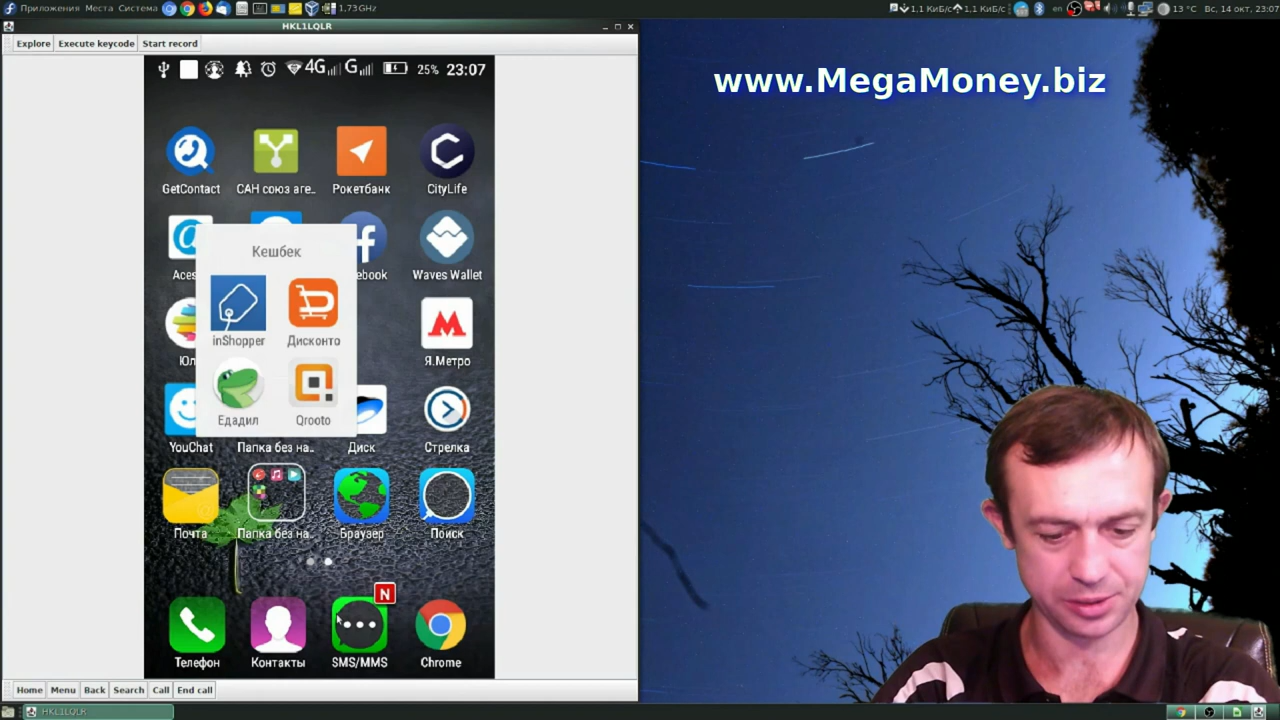 Приложения Места Система 1,73 GHz 1,1 КиБ/с 1,1 КиБ/с en 13 °C Вс, 14 окт, 23:07
HKL1LQLR
Explore Execute keycode Start record
4G G 25% 23:07
www.MegaMoney.biz
GetContact САН союз аге.. Рокетбанк CityLife
Кешбек
Aces ebook Waves Wallet
inShopper Дисконто
Юл Я.Метро
Едадил Qrooto
YouChat Папка без на.. Диск Стрелка
Почта Папка без на.. Браузер Поиск
N
Телефон Контакты SMS/MMS Chrome
Home Menu Back Search Call End call
HKL1LQLR